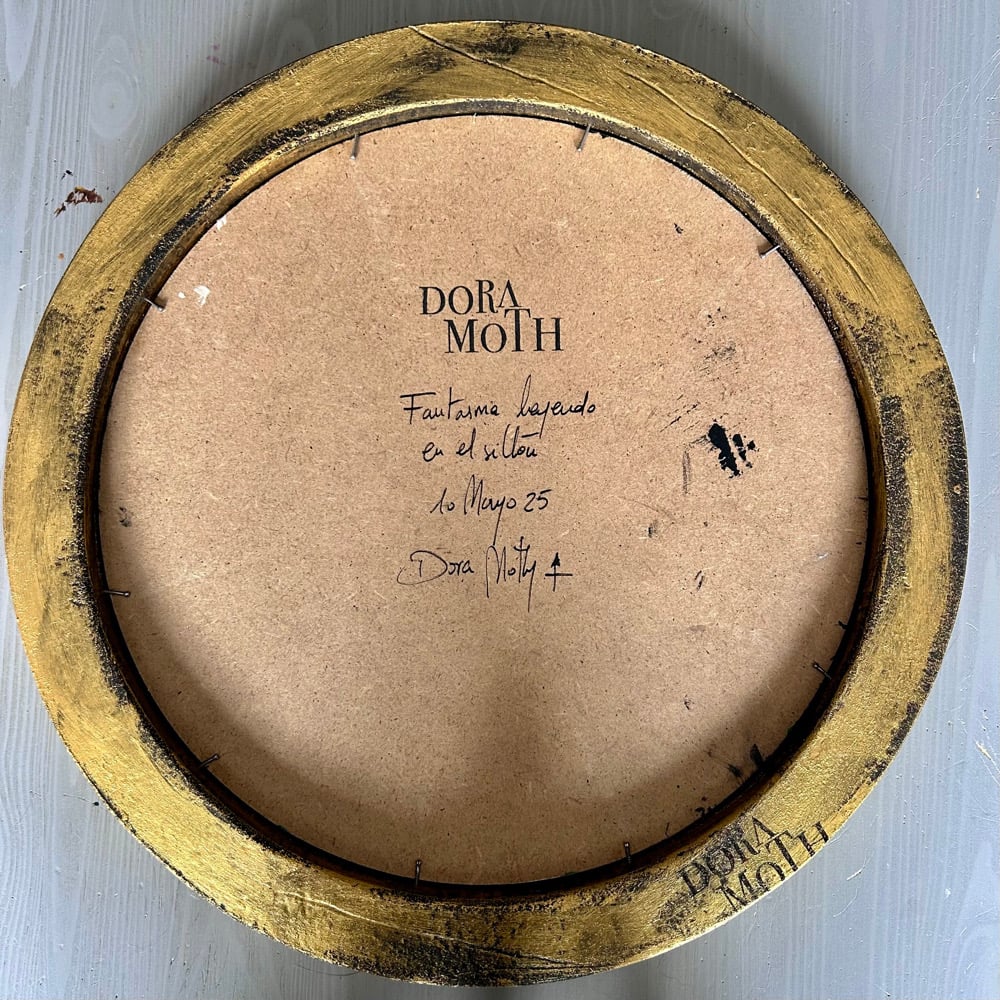 DORA
MOTH
Fantasma leyendo
en el sillón
10 Mayo 25
Dora Moth
DORA
MOTH